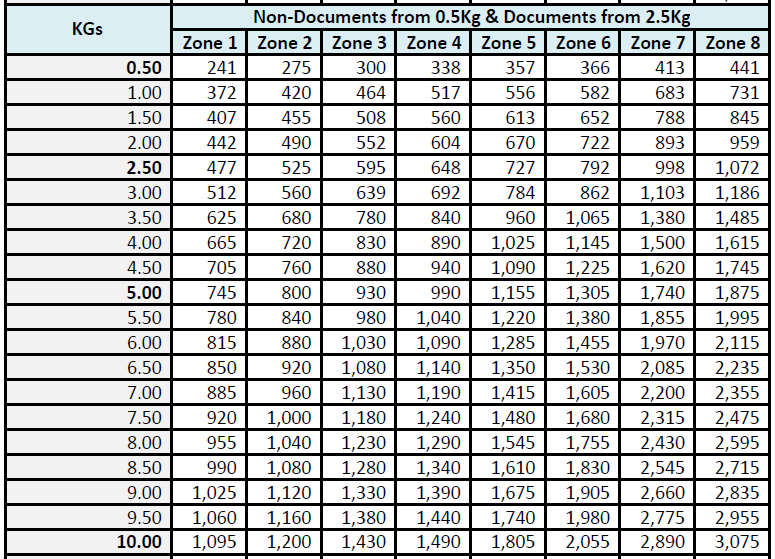 KGs Non-Documents from 0.5Kg & Documents from 2.5Kg
Zone 1 Zone 2 Zone 3 Zone 4 Zone 5 Zone 6 Zone 7 Zone 8
0.50 241 275 300 338 357 366 413 441
1.00 372 420 464 517 556 582 683 731
1.50 407 455 508 560 613 652 788 845
2.00 442 490 552 604 670 722 893 959
2.50 477 525 595 648 727 792 998 1,072
3.00 512 560 639 692 784 862 1,103 1,186
3.50 625 680 780 840 960 1,065 1,380 1,485
4.00 665 720 830 890 1,025 1,145 1,500 1,615
4.50 705 760 880 940 1,090 1,225 1,620 1,745
5.00 745 800 930 990 1,155 1,305 1,740 1,875
5.50 780 840 980 1,040 1,220 1,380 1,855 1,995
6.00 815 880 1,030 1,090 1,285 1,455 1,970 2,115
6.50 850 920 1,080 1,140 1,350 1,530 2,085 2,235
7.00 885 960 1,130 1,190 1,415 1,605 2,200 2,355
7.50 920 1,000 1,180 1,240 1,480 1,680 2,315 2,475
8.00 955 1,040 1,230 1,290 1,545 1,755 2,430 2,595
8.50 990 1,080 1,280 1,340 1,610 1,830 2,545 2,715
9.00 1,025 1,120 1,330 1,390 1,675 1,905 2,660 2,835
9.50 1,060 1,160 1,380 1,440 1,740 1,980 2,775 2,955
10.00 1,095 1,200 1,430 1,490 1,805 2,055 2,890 3,075